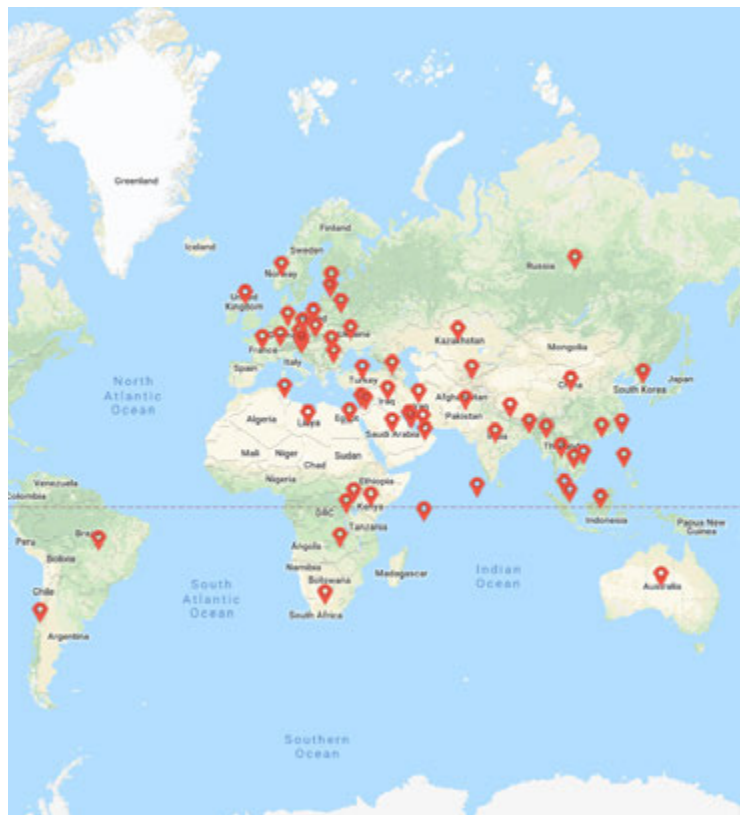 Greenland
Iceland
Finland
Sweden
Norway
Russia
United
Kingdom
Kazakhstan
Mongolia
France
Italy
Spain
Turkey
China
South Korea
Japan
North
Atlantic
Ocean
Iraq
Afghanistan
Pakistan
Algeria
Libya
Egypt
Saudi Arabia
India
Mali
Niger
Sudan
Chad
Nigeria
Ethiopia
Venezuela
Colombia
DRC
Kenya
Indonesia
Papua New
Guinea
Tanzania
Peru
Brazil
Angola
Bolivia
Namibia
Botswana
Madagascar
Indian
Ocean
South
Atlantic
Ocean
Chile
Australia
South Africa
Argentina
Southern
Ocean